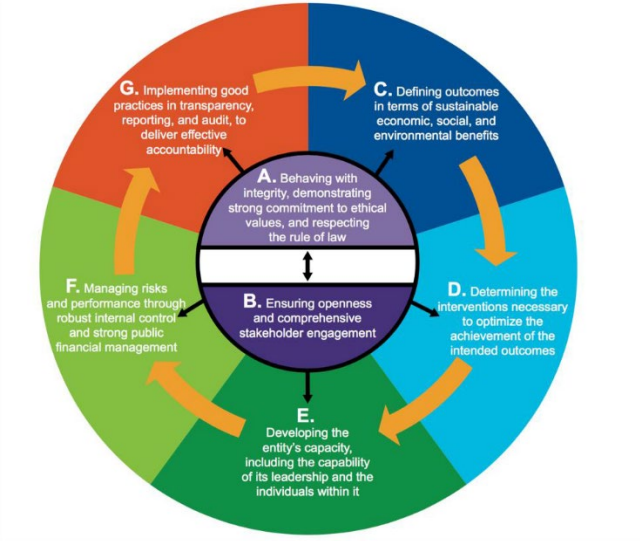 G. Implementing good
practices in transparency,
reporting, and audit, to
deliver effective
accountability
C. Defining outcomes
in terms of sustainable
economic, social, and
environmental benefits
A. Behaving with
integrity, demonstrating
strong commitment to ethical
values, and respecting
the rule of law
F. Managing risks
and performance through
robust internal control
and strong public
financial management
B. Ensuring openness
and comprehensive
stakeholder engagement
D. Determining the
interventions necessary
to optimize the
achievement of the
intended outcomes
E.
Developing the
entity's capacity,
including the capability
of its leadership and the
individuals within it